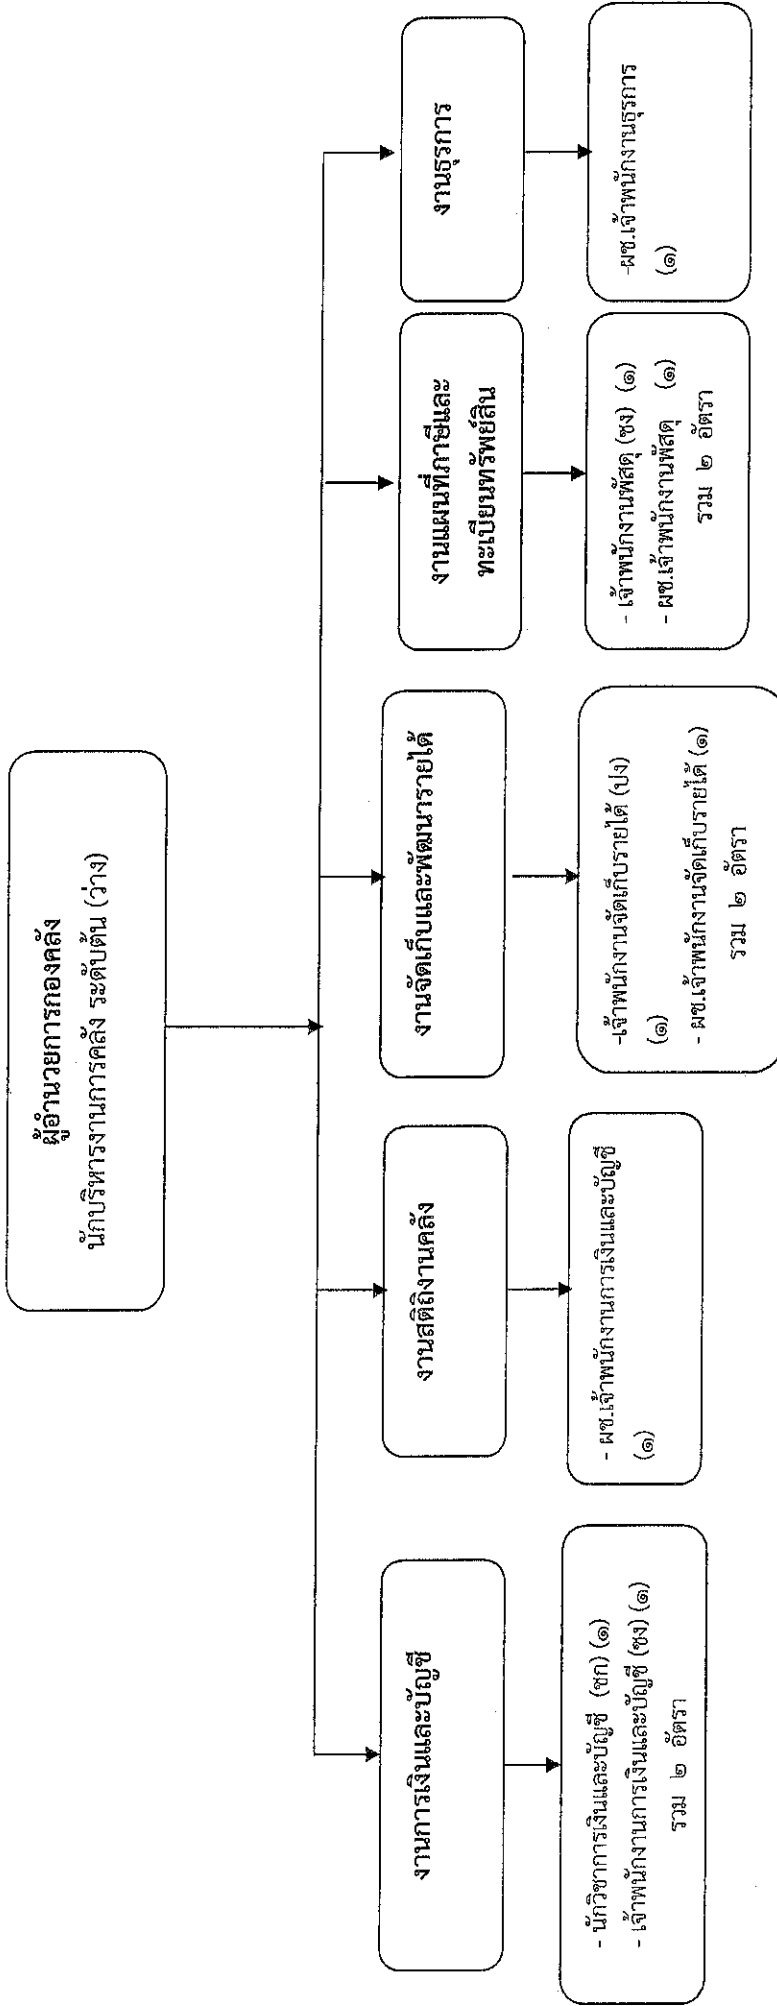 ผู้อำนวยการกองคลัง
นักบริหารงานการคลัง ระดับต้น (ว่าง)
งานการเงินและบัญชี
- นักวิชาการเงินและบัญชี (ชก) (๑)
- เจ้าพนักงานการเงินและบัญชี (ชง) (๑)
รวม ๒ อัตรา
งานสถิติงานคลัง
- ผช.เจ้าพนักงานการเงินและบัญชี
(๑)
งานจัดเก็บและพัฒนารายได้
-เจ้าพนักงานจัดเก็บรายได้ (ปง)
(๑)
- ผช.เจ้าพนักงานจัดเก็บรายได้ (๑)
รวม ๒ อัตรา
งานแผนที่ภาษีและ
ทะเบียนทรัพย์สิน
- เจ้าพนักงานพัสดุ (ชง) (๑)
- ผช.เจ้าพนักงานพัสดุ (๑)
รวม ๒ อัตรา
งานธุรการ
-ผช.เจ้าพนักงานธุรการ
(๑)